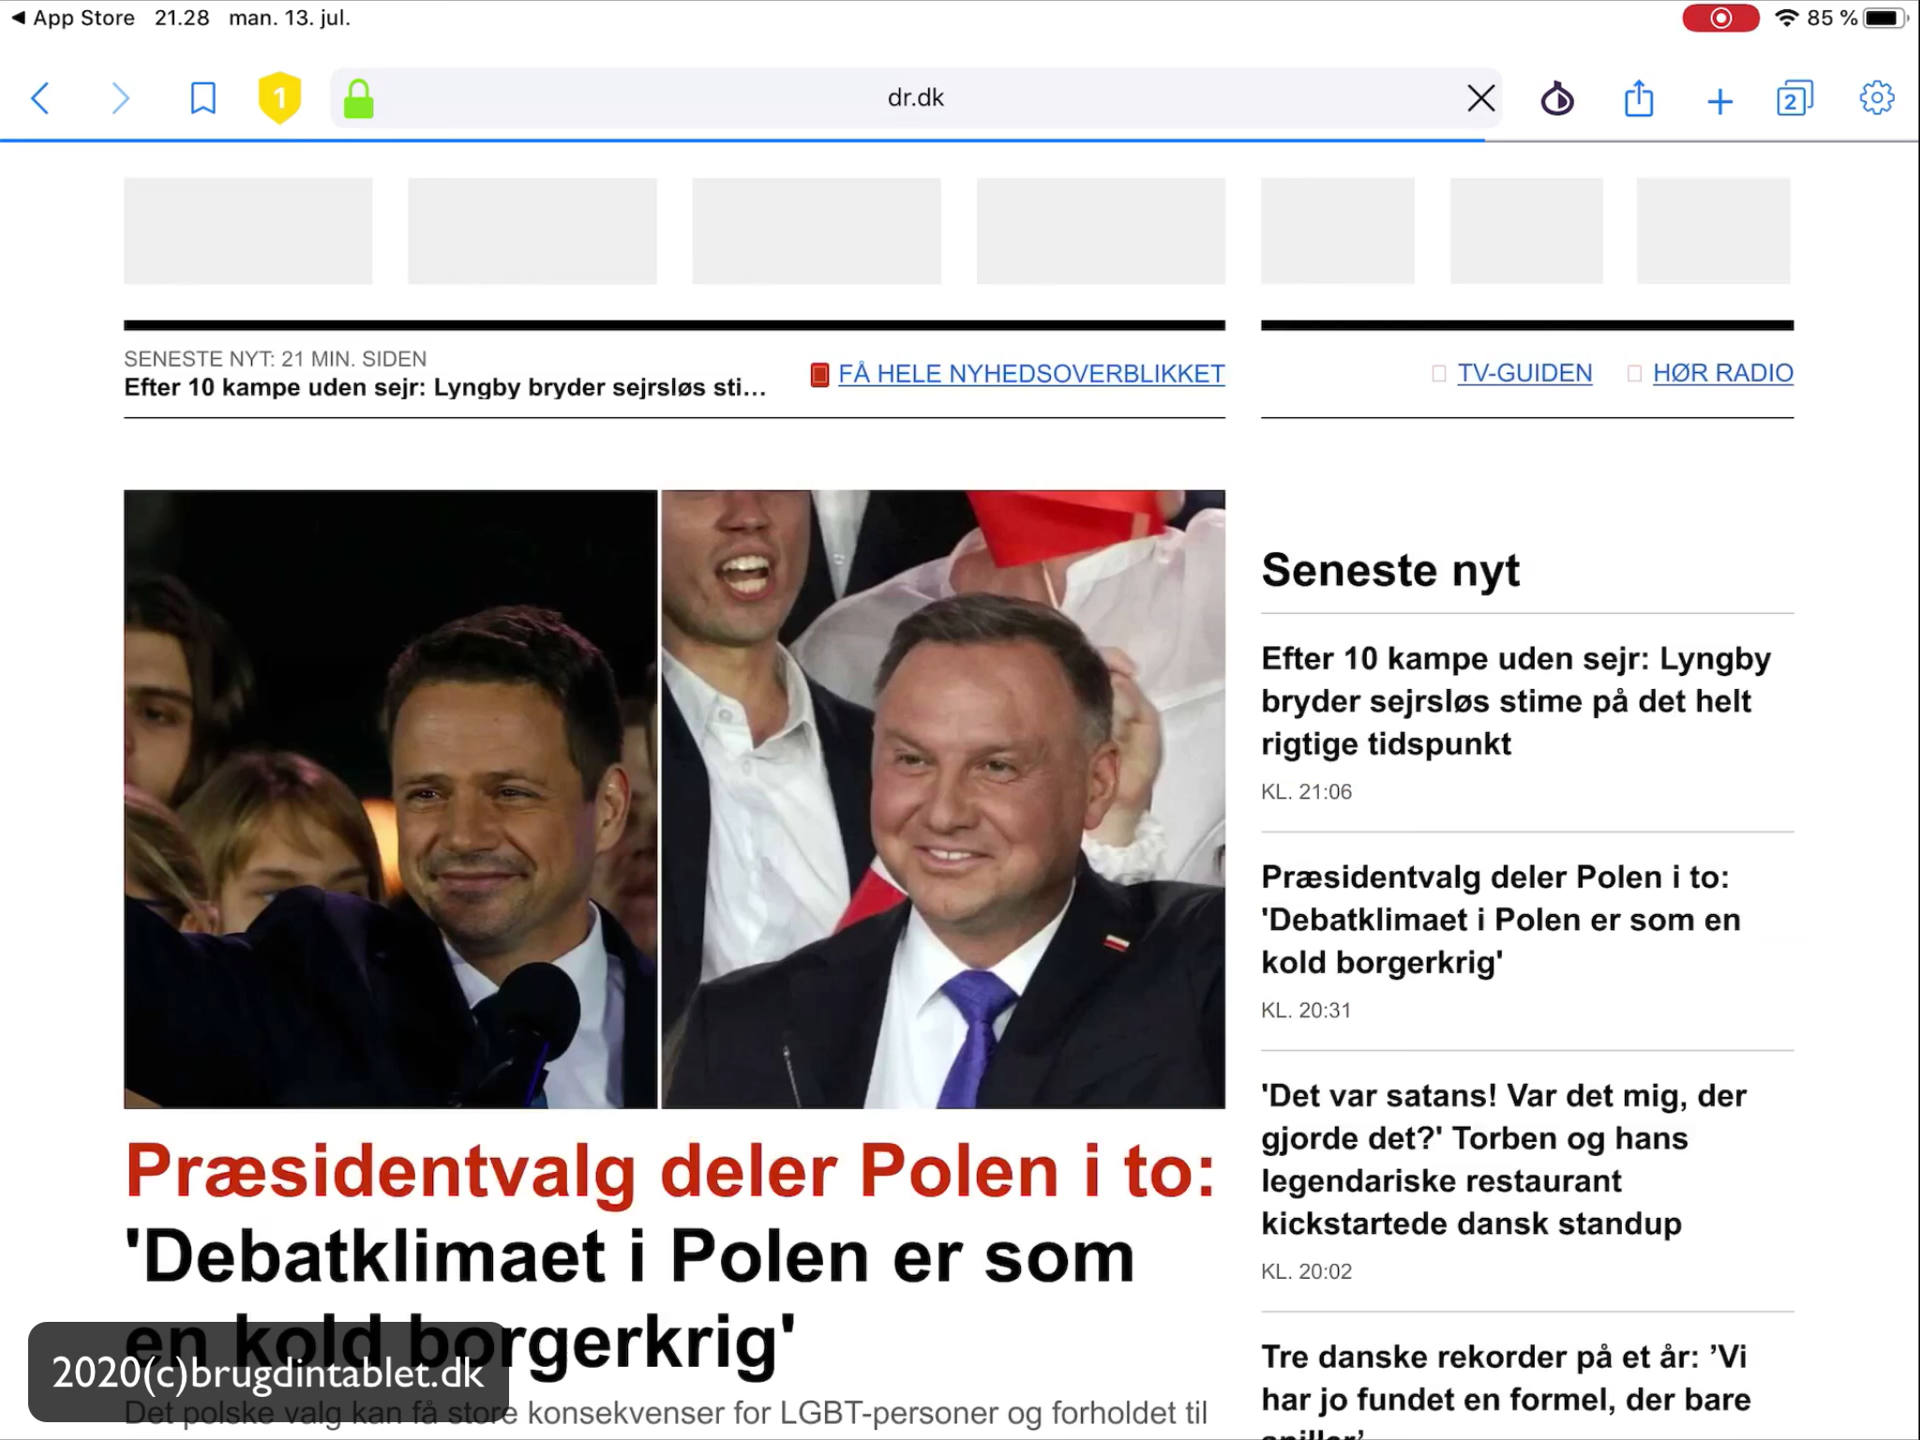 ◀ App Store 21.28 man. 13. jul. 85 %
1 dr.dk 2
SENESTE NYT: 21 MIN. SIDEN
Efter 10 kampe uden sejr: Lyngby bryder sejrsløs sti...
FÅ HELE NYHEDSOVERBLIKKET
TV-GUIDEN HØR RADIO
Præsidentvalg deler Polen i to:
'Debatklimaet i Polen er som
en kold borgerkrig'
Det polske valg kan få store konsekvenser for LGBT-personer og forholdet til
Seneste nyt
Efter 10 kampe uden sejr: Lyngby
bryder sejrsløs stime på det helt
rigtige tidspunkt
KL. 21:06
Præsidentvalg deler Polen i to:
'Debatklimaet i Polen er som en
kold borgerkrig'
KL. 20:31
'Det var satans! Var det mig, der
gjorde det?' Torben og hans
legendariske restaurant
kickstartede dansk standup
KL. 20:02
Tre danske rekorder på et år: ’Vi
har jo fundet en formel, der bare
2020(c)brugdintablet.dk